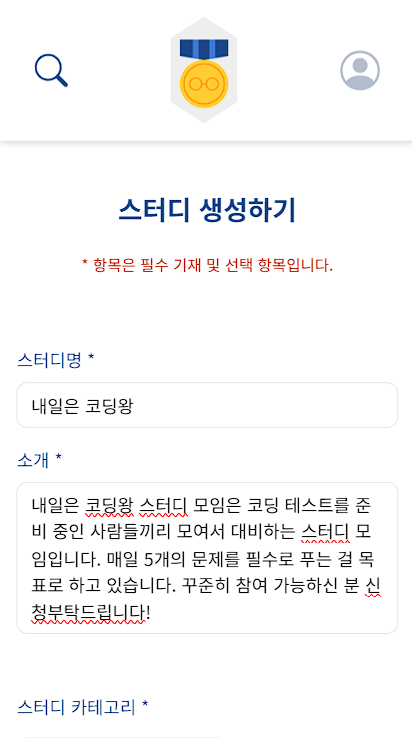 스터디 생성하기
* 항목은 필수 기재 및 선택 항목입니다.
스터디명 *
내일은 코딩왕
소개 *
내일은 코딩왕 스터디 모임은 코딩 테스트를 준
비 중인 사람들끼리 모여서 대비하는 스터디 모
임입니다. 매일 5개의 문제를 필수로 푸는 걸 목
표로 하고 있습니다. 꾸준히 참여 가능하신 분 신
청부탁드립니다!
스터디 카테고리 *